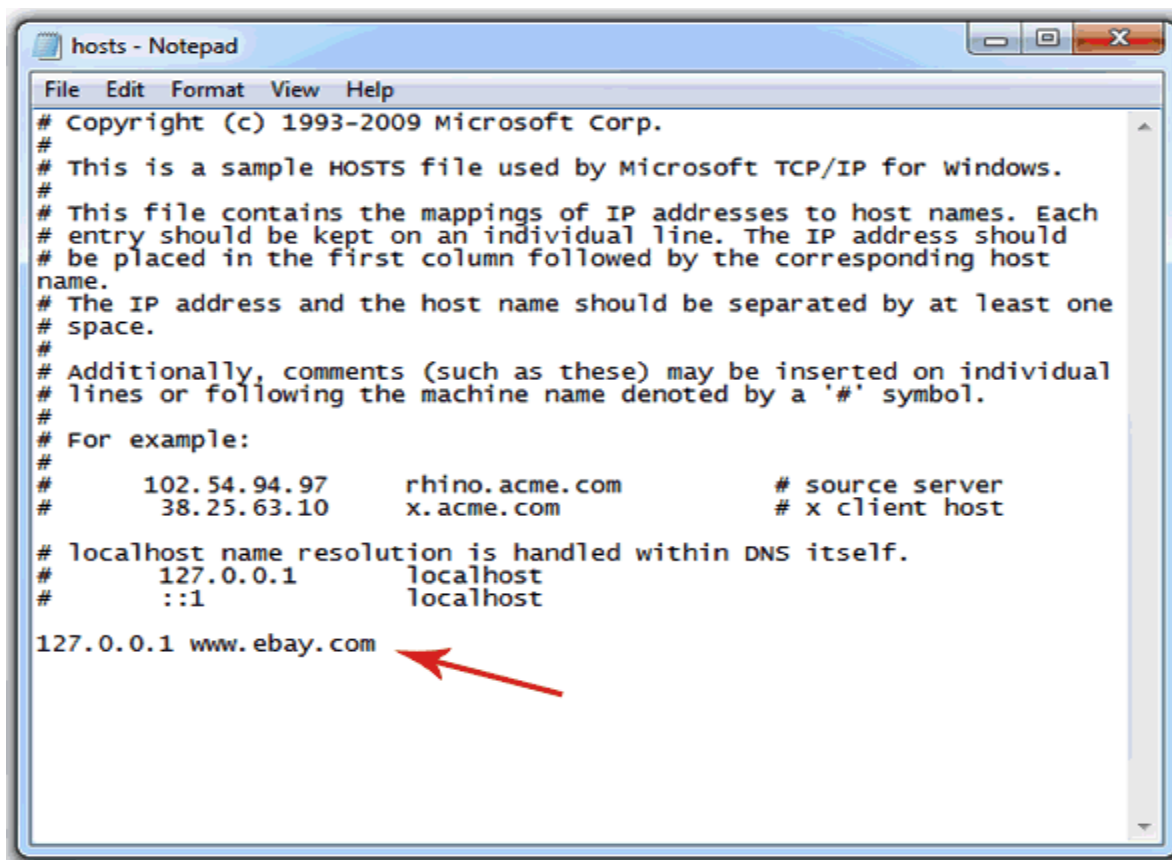 hosts - Notepad
File Edit Format View Help
# Copyright (c) 1993-2009 Microsoft Corp.
#
# This is a sample HOSTS file used by Microsoft TCP/IP for Windows.
#
# This file contains the mappings of IP addresses to host names. Each
# entry should be kept on an individual line. The IP address should
# be placed in the first column followed by the corresponding host
name.
# The IP address and the host name should be separated by at least one
# space.
#
# Additionally, comments (such as these) may be inserted on individual
# lines or following the machine name denoted by a '#' symbol.
#
# For example:
#
# 102.54.94.97 rhino.acme.com # source server
# 38.25.63.10 x.acme.com # x client host
# localhost name resolution is handled within DNS itself.
# 127.0.0.1 localhost
# ::1 localhost
127.0.0.1 www.ebay.com